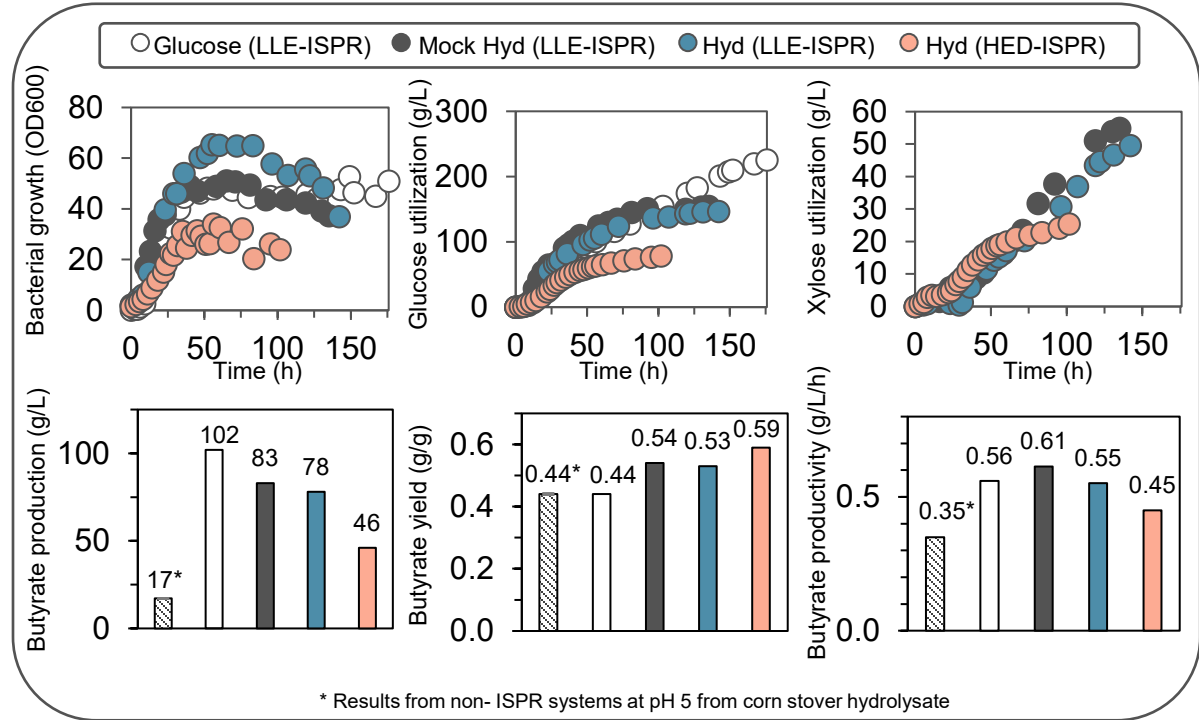 Glucose (LLE-ISPR) Mock Hyd (LLE-ISPR) Hyd (LLE-ISPR) Hyd (HED-ISPR)
Bacterial growth (OD600)
80
60
40
20
0
0 50 100 150
Time (h)
Glucose utilization (g/L)
300
200
100
0
0 50 100 150
Time (h)
Xylose utilization (g/L)
60
50
40
30
20
10
0
0 50 100 150
Time (h)
Butyrate production (g/L)
100
50
0
17* 102 83 78 46
Butyrate yield (g/g)
0.6
0.4
0.2
0.0
0.44* 0.44 0.54 0.53 0.59
Butyrate productivity (g/L/h)
0.5
0.0
0.35* 0.56 0.61 0.55 0.45
* Results from non- ISPR systems at pH 5 from corn stover hydrolysate